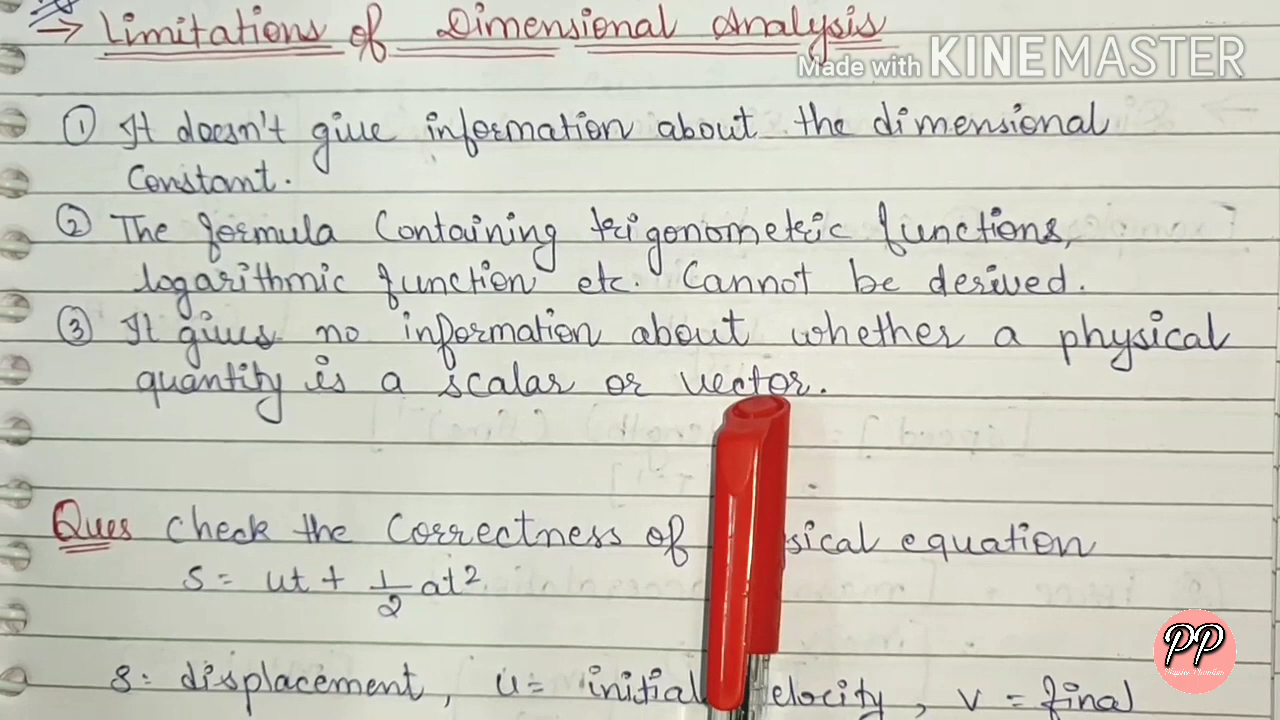 → Limitations of Dimensional Analysis
Made with KINEMASTER
① It doesn't give information about the dimensional
Constant.
② The formula Containing trigonometric functions,
logarithmic function etc. Cannot be derived.
③ It gives no information about whether a physical
quantity is a scalar or vector.
Ques Check the Correctness of sical equation
s = ut + 1/2 at²
s = displacement, u = initial elocity, v = final
PP